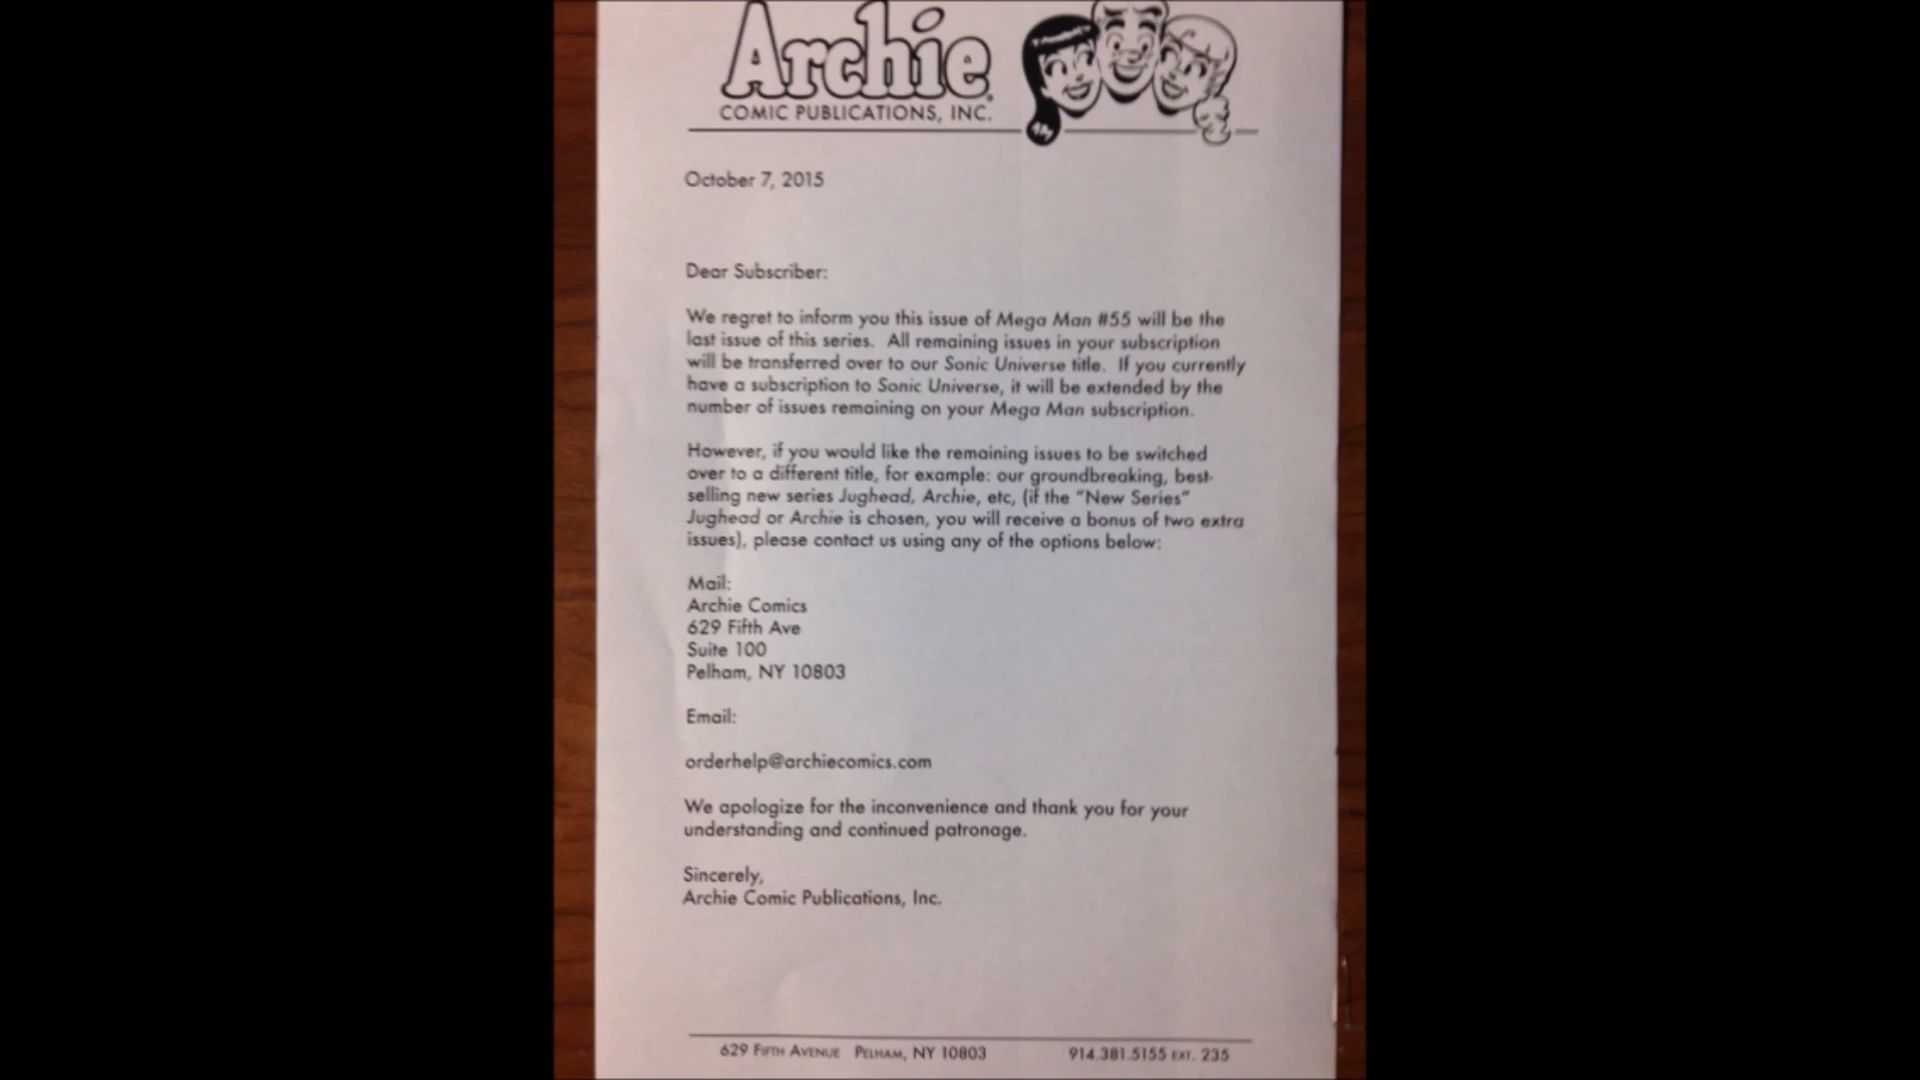 Archie
COMIC PUBLICATIONS, INC.
October 7, 2015
Dear Subscriber:
We regret to inform you this issue of Mega Man #55 will be the
last issue of this series. All remaining issues in your subscription
will be transferred over to our Sonic Universe title. If you currently
have a subscription to Sonic Universe, it will be extended by the
number of issues remaining on your Mega Man subscription.
However, if you would like the remaining issues to be switched
over to a different title, for example: our groundbreaking, best-
selling new series Jughead, Archie, etc, (if the "New Series"
Jughead or Archie is chosen, you will receive a bonus of two extra
issues), please contact us using any of the options below:
Mail:
Archie Comics
629 Fifth Ave
Suite 100
Pelham, NY 10803
Email:
orderhelp@archiecomics.com
We apologize for the inconvenience and thank you for your
understanding and continued patronage.
Sincerely,
Archie Comic Publications, Inc.
629 FIFTH AVENUE PELHAM, NY 10803 914.381.5155 EXT. 235